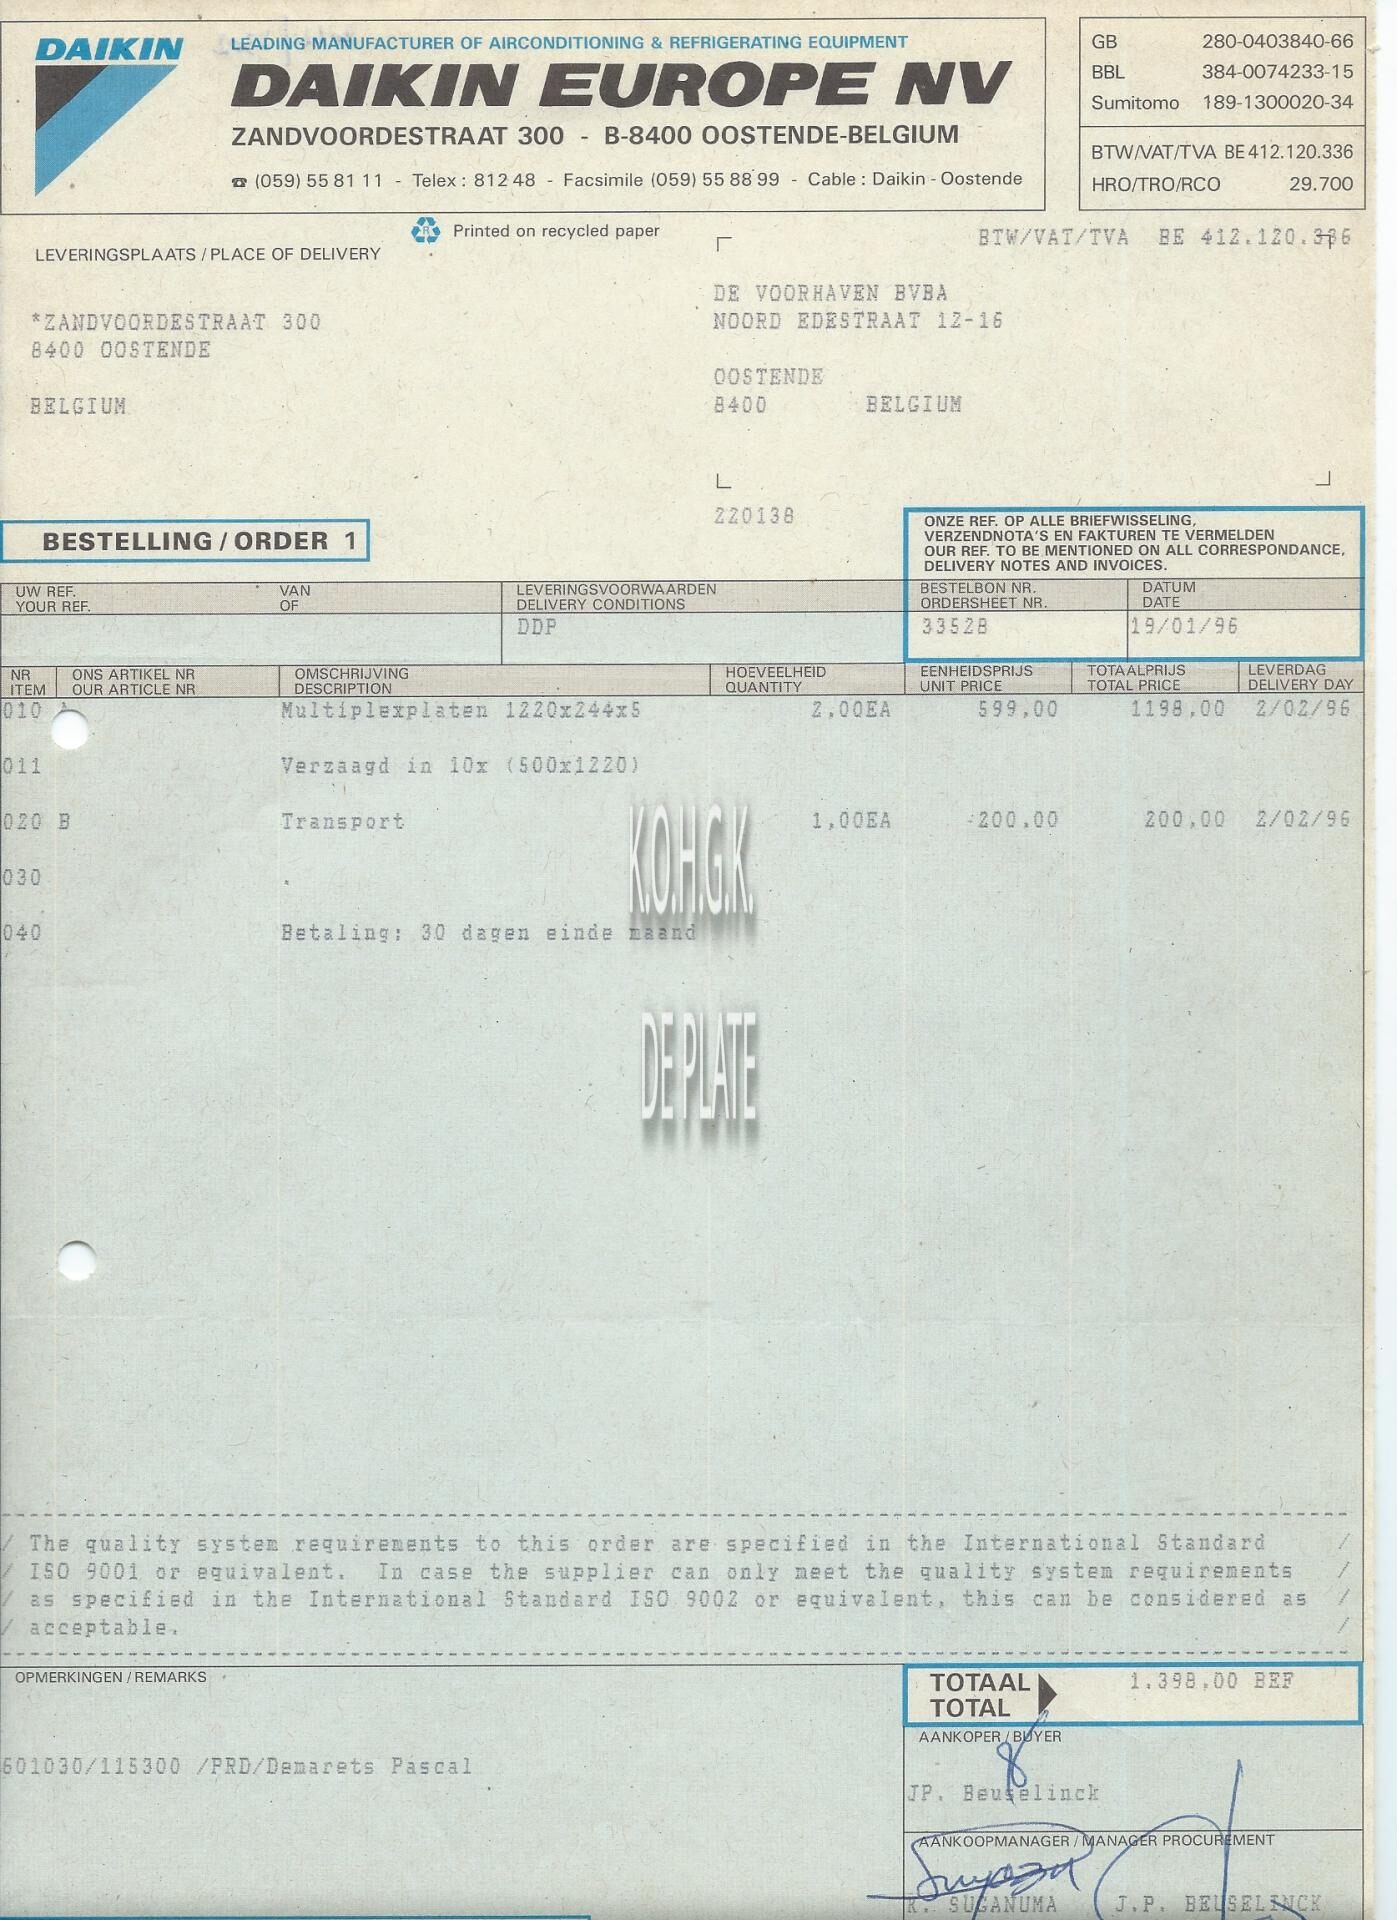 DAIKIN
LEADING MANUFACTURER OF AIRCONDITIONING & REFRIGERATING EQUIPMENT
DAIKIN EUROPE NV
ZANDVOORDESTRAAT 300 - B-8400 OOSTENDE-BELGIUM
☎ (059) 55 81 11 - Telex : 812 48 - Facsimile (059) 55 88 99 - Cable : Daikin - Oostende
GB 280-0403840-66
BBL 384-0074233-15
Sumitomo 189-1300020-34
BTW/VAT/TVA BE 412.120.336
HRO/TRO/RCO 29.700
Printed on recycled paper
BTW/VAT/TVA BE 412.120.336
LEVERINGSPLAATS / PLACE OF DELIVERY
*ZANDVOORDESTRAAT 300
8400 OOSTENDE
BELGIUM
DE VOORHAVEN BVBA
NOORD EDESTRAAT 12-16
OOSTENDE
8400 BELGIUM
220138
BESTELLING / ORDER 1
ONZE REF. OP ALLE BRIEFWISSELING,
VERZENDNOTA'S EN FAKTUREN TE VERMELDEN
OUR REF. TO BE MENTIONED ON ALL CORRESPONDANCE,
DELIVERY NOTES AND INVOICES.
UW REF. VAN LEVERINGSVOORWAARDEN BESTELBON NR. DATUM
YOUR REF. OF DELIVERY CONDITIONS ORDERSHEET NR. DATE
DDP 33528 19/01/96
NR ONS ARTIKEL NR OMSCHRIJVING HOEVEELHEID EENHEIDSPRIJS TOTAALPRIJS LEVERDAG
ITEM OUR ARTICLE NR DESCRIPTION QUANTITY UNIT PRICE TOTAL PRICE DELIVERY DAY
010 Multiplexplaten 1220x244x5 2,00EA 599,00 1198,00 2/02/96
011 Verzaagd in 10x (500x1220)
020 B Transport 1,00EA 200,00 200,00 2/02/96
030 .
040 Betaling: 30 dagen einde maand
K.O.H.G.K.
DE PLATE
/ The quality system requirements to this order are specified in the International Standard /
/ ISO 9001 or equivalent. In case the supplier can only meet the quality system requirements /
/ as specified in the International Standard ISO 9002 or equivalent, this can be considered as /
/ acceptable. /
OPMERKINGEN / REMARKS
TOTAAL 1.398,00 BEF
TOTAL
AANKOPER / BUYER
601030/115300 /PRD/Demarets Pascal
JP. Beuselinck
AANKOOPMANAGER / MANAGER PROCUREMENT
K. SUGANUMA J.P. BEUSELINCK